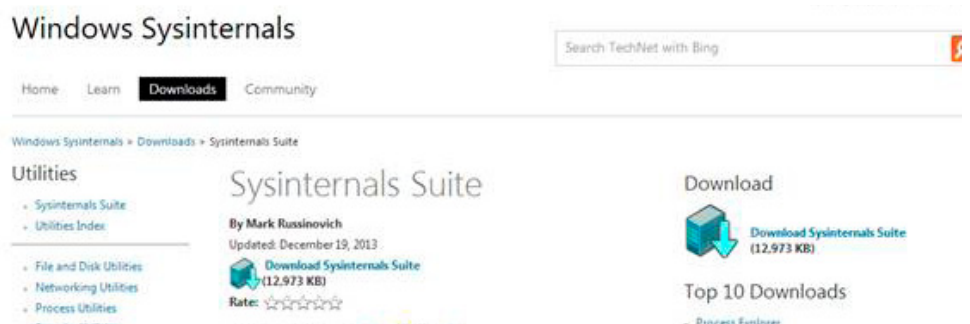 Windows Sysinternals
Search TechNet with Bing
Home Learn Downloads Community
Windows Sysinternals > Downloads > Sysinternals Suite
Utilities
Sysinternals Suite
Utilities Index
File and Disk Utilities
Networking Utilities
Process Utilities
Sysinternals Suite
By Mark Russinovich
Updated: December 19, 2013
Download Sysinternals Suite
(12,973 KB)
Rate:
Download
Download Sysinternals Suite
(12,973 KB)
Top 10 Downloads
Process Explorer